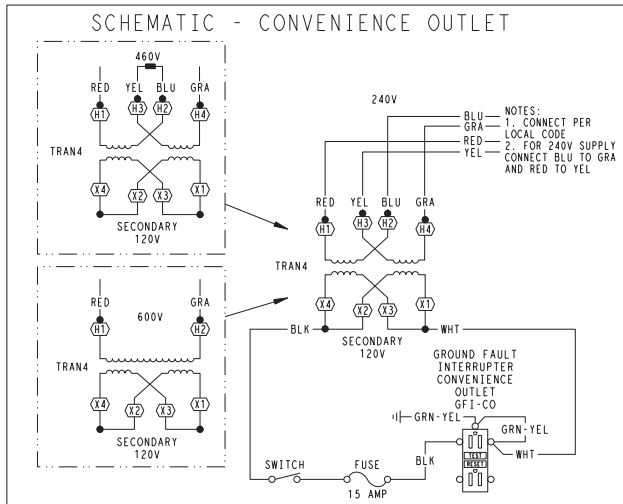 SCHEMATIC - CONVENIENCE OUTLET
460V
RED YEL BLU GRA
H1 H3 H2 H4
TRAN4
X4 X2 X3 X1
SECONDARY
120V
600V
RED GRA
H1 H2
TRAN4
X4 X2 X3 X1
SECONDARY
120V
240V
BLU
GRA
RED
YEL
NOTES:
1. CONNECT PER
LOCAL CODE
2. FOR 240V SUPPLY
CONNECT BLU TO GRA
AND RED TO YEL
RED YEL BLU GRA
H1 H3 H2 H4
TRAN4
X4 X2 X3 X1
BLK
WHT
SECONDARY
120V
GROUND FAULT
INTERRUPTER
CONVENIENCE
OUTLET
GFI-CO
GRN-YEL
GRN-YEL
BLK
WHT
TEST
RESET
SWITCH
FUSE
15 AMP